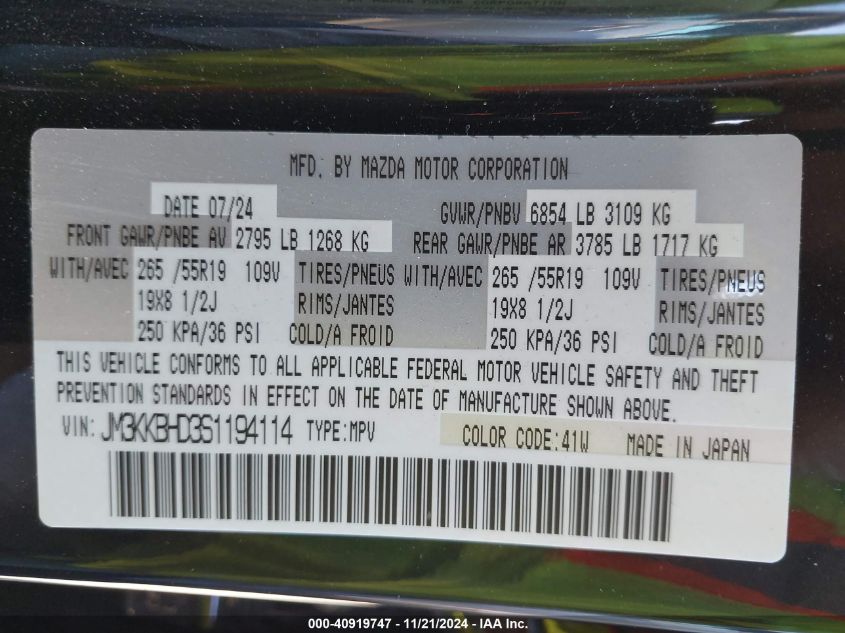 MFD. BY MAZDA MOTOR CORPORATION
DATE 07/24 GVWR/PNBV 6854 LB 3109 KG
FRONT GAWR/PNBE AV 2795 LB 1268 KG REAR GAWR/PNBE AR 3785 LB 1717 KG
WITH/AVEC 265 /55R19 109V TIRES/PNEUS WITH/AVEC 265 /55R19 109V TIRES/PNEUS
19X8 1/2J RIMS/JANTES 19X8 1/2J RIMS/JANTES
250 KPA/36 PSI COLD/A FROID 250 KPA/36 PSI COLD/A FROID
THIS VEHICLE CONFORMS TO ALL APPLICABLE FEDERAL MOTOR VEHICLE SAFETY AND THEFT
PREVENTION STANDARDS IN EFFECT ON THE DATE OF MANUFACTURE SHOWN ABOVE.
VIN: JM3KKBHD3S1194114 TYPE:MPV COLOR CODE:41W MADE IN JAPAN
000-40919747 - 11/21/2024 - IAA Inc.